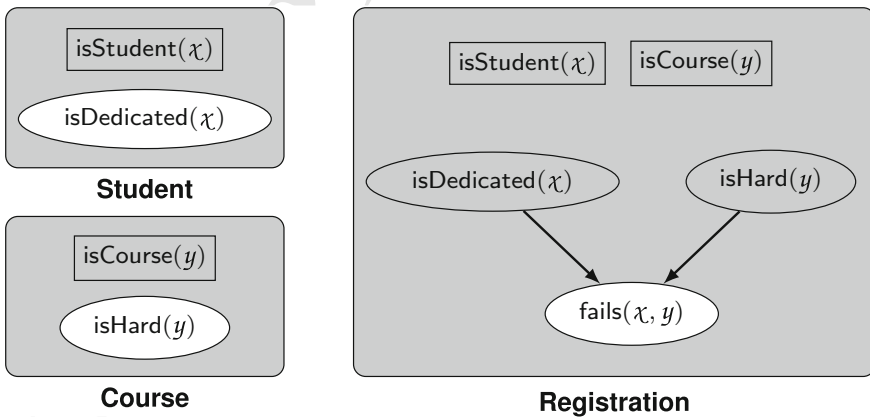 isStudent(χ)
isDedicated(χ)
Student
isCourse(y)
isHard(y)
Course
isStudent(χ)
isCourse(y)
isDedicated(χ)
isHard(y)
fails(χ, y)
Registration